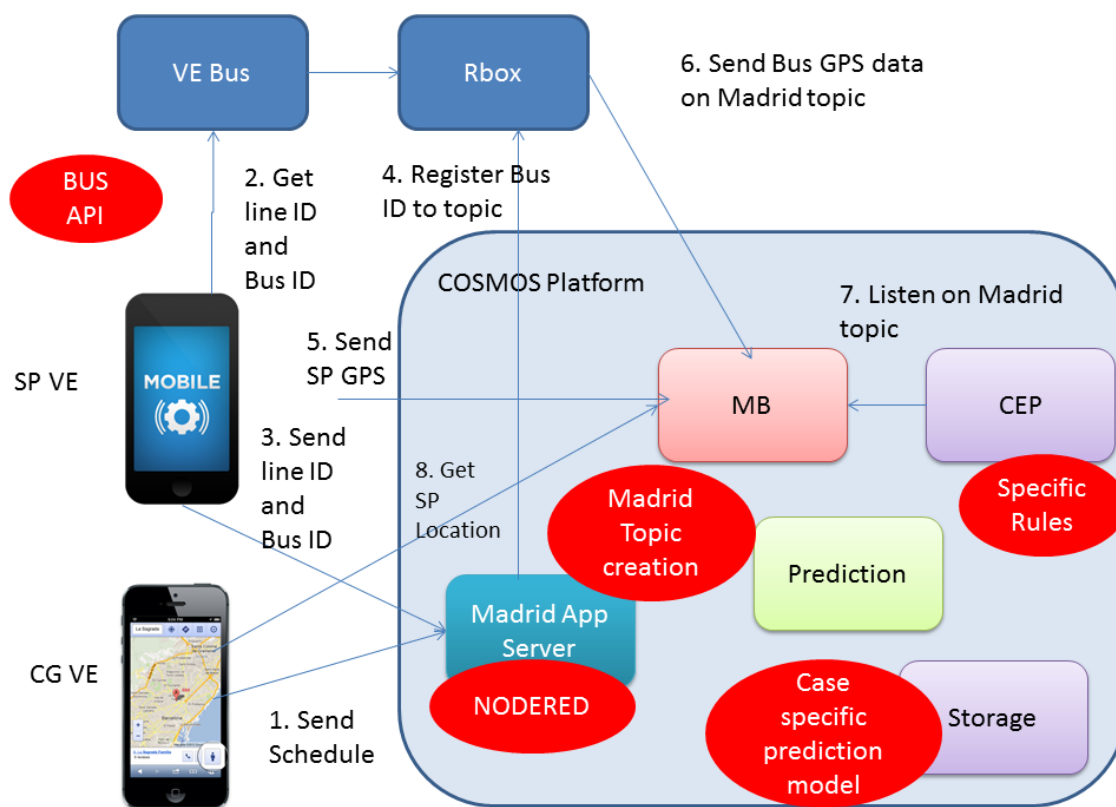 VE Bus
Rbox
6. Send Bus GPS data
on Madrid topic
BUS
API
2. Get
line ID
and
Bus ID
4. Register Bus
ID to topic
COSMOS Platform
7. Listen on Madrid
topic
5. Send
SP GPS
SP VE
MOBILE
MB
CEP
3. Send
line ID
and
Bus ID
8. Get
SP
Location
Madrid
Topic
creation
Specific
Rules
Prediction
Madrid App
Server
NODERED
CG VE
1. Send
Schedule
Case
specific
prediction
model
Storage
La Sagrada
Barcelona